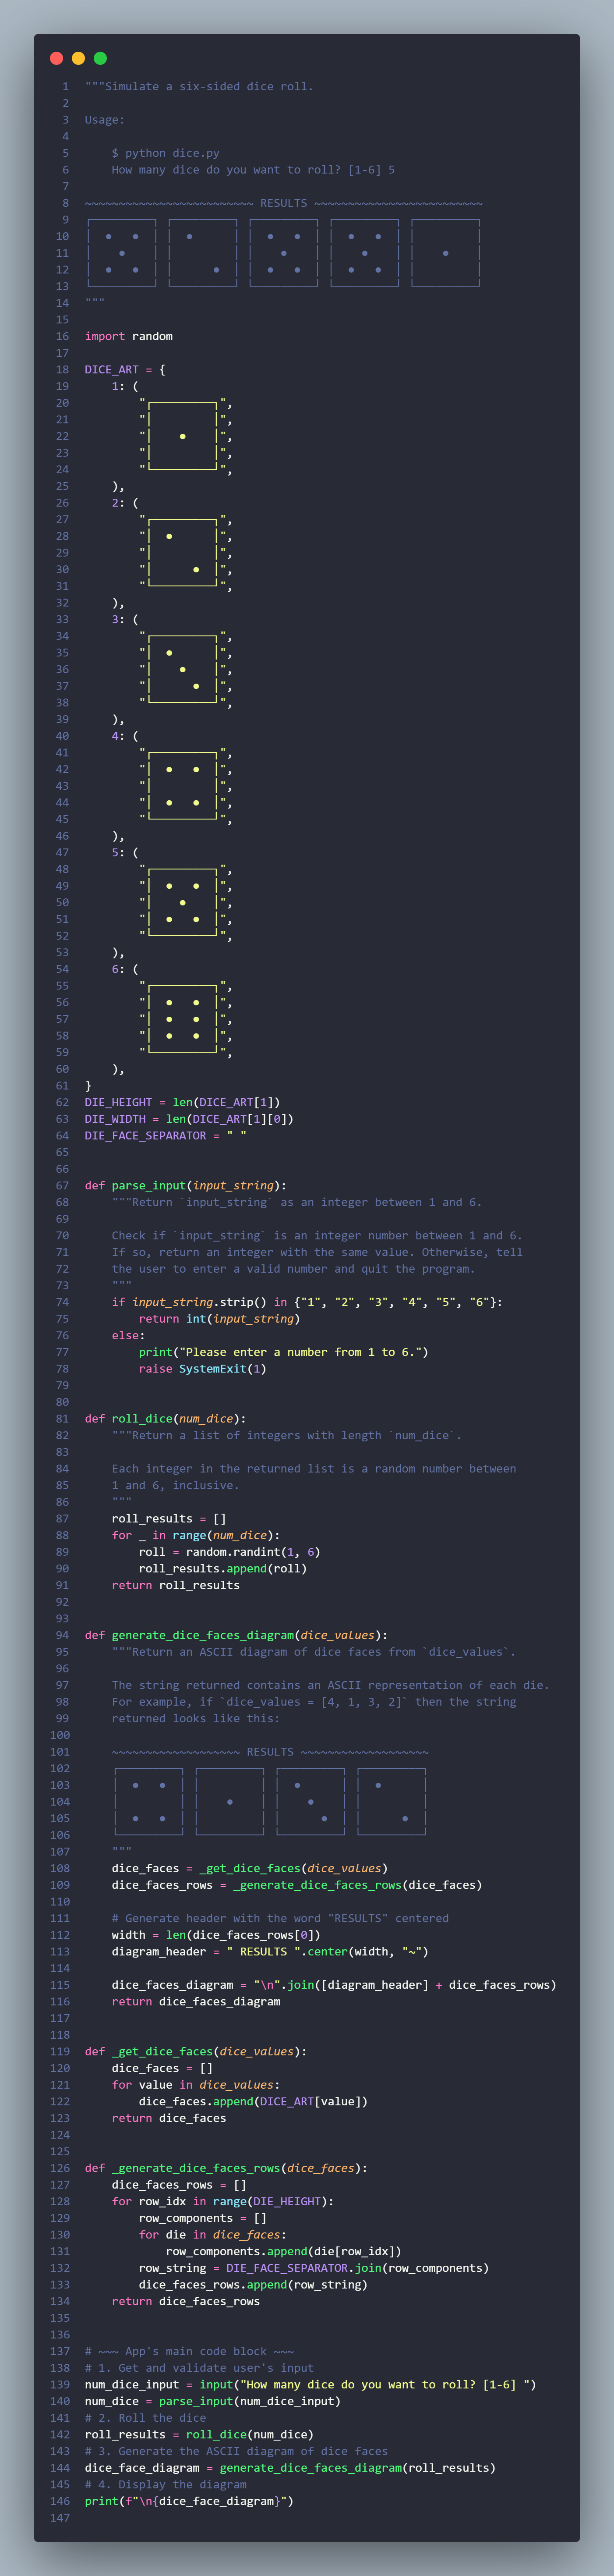 1 """Simulate a six-sided dice roll.
2
3 Usage:
4
5     $ python dice.py
6     How many dice do you want to roll? [1-6] 5
7
8 ~~~~~~~~~~~~~~~~~~~~~~~~~ RESULTS ~~~~~~~~~~~~~~~~~~~~~~~~~
9 ┌─────────┐ ┌─────────┐ ┌─────────┐ ┌─────────┐ ┌─────────┐
10 │  ●   ●  │ │  ●      │ │  ●   ●  │ │  ●   ●  │ │         │
11 │    ●    │ │         │ │    ●    │ │    ●    │ │    ●    │
12 │  ●   ●  │ │      ●  │ │  ●   ●  │ │  ●   ●  │ │         │
13 └─────────┘ └─────────┘ └─────────┘ └─────────┘ └─────────┘
14 """
15
16 import random
17
18 DICE_ART = {
19     1: (
20         "┌─────────┐",
21         "│         │",
22         "│    ●    │",
23         "│         │",
24         "└─────────┘",
25     ),
26     2: (
27         "┌─────────┐",
28         "│  ●      │",
29         "│         │",
30         "│      ●  │",
31         "└─────────┘",
32     ),
33     3: (
34         "┌─────────┐",
35         "│  ●      │",
36         "│    ●    │",
37         "│      ●  │",
38         "└─────────┘",
39     ),
40     4: (
41         "┌─────────┐",
42         "│  ●   ●  │",
43         "│         │",
44         "│  ●   ●  │",
45         "└─────────┘",
46     ),
47     5: (
48         "┌─────────┐",
49         "│  ●   ●  │",
50         "│    ●    │",
51         "│  ●   ●  │",
52         "└─────────┘",
53     ),
54     6: (
55         "┌─────────┐",
56         "│  ●   ●  │",
57         "│  ●   ●  │",
58         "│  ●   ●  │",
59         "└─────────┘",
60     ),
61 }
62 DIE_HEIGHT = len(DICE_ART[1])
63 DIE_WIDTH = len(DICE_ART[1][0])
64 DIE_FACE_SEPARATOR = " "
65
66
67 def parse_input(input_string):
68     """Return `input_string` as an integer between 1 and 6.
69
70     Check if `input_string` is an integer number between 1 and 6.
71     If so, return an integer with the same value. Otherwise, tell
72     the user to enter a valid number and quit the program.
73     """
74     if input_string.strip() in {"1", "2", "3", "4", "5", "6"}:
75         return int(input_string)
76     else:
77         print("Please enter a number from 1 to 6.")
78         raise SystemExit(1)
79
80
81 def roll_dice(num_dice):
82     """Return a list of integers with length `num_dice`.
83
84     Each integer in the returned list is a random number between
85     1 and 6, inclusive.
86     """
87     roll_results = []
88     for _ in range(num_dice):
89         roll = random.randint(1, 6)
90         roll_results.append(roll)
91     return roll_results
92
93
94 def generate_dice_faces_diagram(dice_values):
95     """Return an ASCII diagram of dice faces from `dice_values`.
96
97     The string returned contains an ASCII representation of each die.
98     For example, if `dice_values = [4, 1, 3, 2]` then the string
99     returned looks like this:
100
101     ~~~~~~~~~~~~~~~~~~~ RESULTS ~~~~~~~~~~~~~~~~~~~
102     ┌─────────┐ ┌─────────┐ ┌─────────┐ ┌─────────┐
103     │  ●   ●  │ │         │ │  ●      │ │  ●      │
104     │         │ │    ●    │ │    ●    │ │         │
105     │  ●   ●  │ │         │ │      ●  │ │      ●  │
106     └─────────┘ └─────────┘ └─────────┘ └─────────┘
107     """
108     dice_faces = _get_dice_faces(dice_values)
109     dice_faces_rows = _generate_dice_faces_rows(dice_faces)
110
111     # Generate header with the word "RESULTS" centered
112     width = len(dice_faces_rows[0])
113     diagram_header = " RESULTS ".center(width, "~")
114
115     dice_faces_diagram = "\n".join([diagram_header] + dice_faces_rows)
116     return dice_faces_diagram
117
118
119 def _get_dice_faces(dice_values):
120     dice_faces = []
121     for value in dice_values:
122         dice_faces.append(DICE_ART[value])
123     return dice_faces
124
125
126 def _generate_dice_faces_rows(dice_faces):
127     dice_faces_rows = []
128     for row_idx in range(DIE_HEIGHT):
129         row_components = []
130         for die in dice_faces:
131             row_components.append(die[row_idx])
132         row_string = DIE_FACE_SEPARATOR.join(row_components)
133         dice_faces_rows.append(row_string)
134     return dice_faces_rows
135
136
137 # ~~~ App's main code block ~~~
138 # 1. Get and validate user's input
139 num_dice_input = input("How many dice do you want to roll? [1-6] ")
140 num_dice = parse_input(num_dice_input)
141 # 2. Roll the dice
142 roll_results = roll_dice(num_dice)
143 # 3. Generate the ASCII diagram of dice faces
144 dice_face_diagram = generate_dice_faces_diagram(roll_results)
145 # 4. Display the diagram
146 print(f"\n{dice_face_diagram}")
147